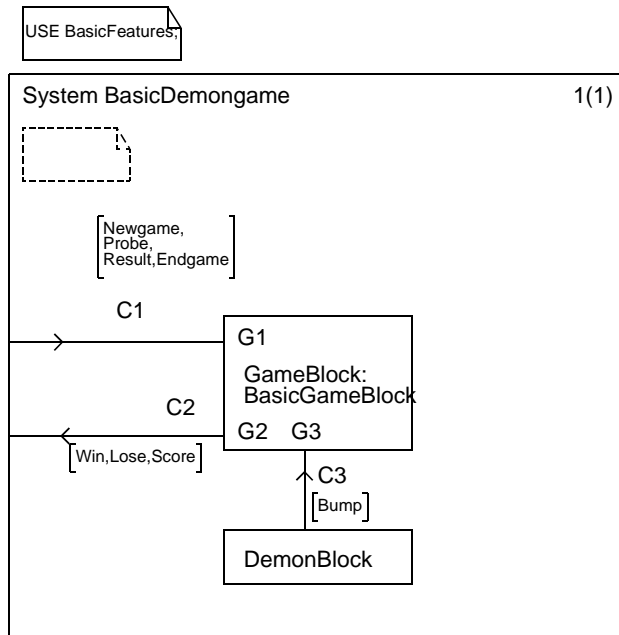 USE BasicFeatures;
System BasicDemongame 1(1)
Newgame,
Probe,
Result,Endgame
C1
G1
GameBlock:
BasicGameBlock
C2
G2 G3
[Win,Lose,Score]
C3
[Bump]
DemonBlock